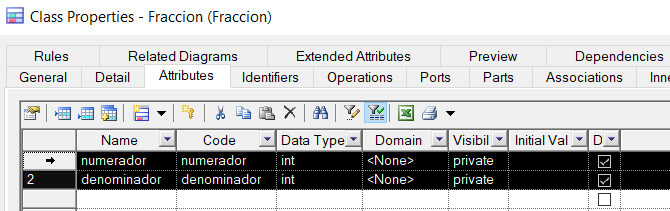 Class Properties - Fraccion (Fraccion)
Rules Related Diagrams Extended Attributes Preview Dependencies
General Detail Attributes Identifiers Operations Ports Parts Associations Inne
Name Code Data Type Domain Visibil Initial Val D
numerador numerador int <None> private
2 denominador denominador int <None> private